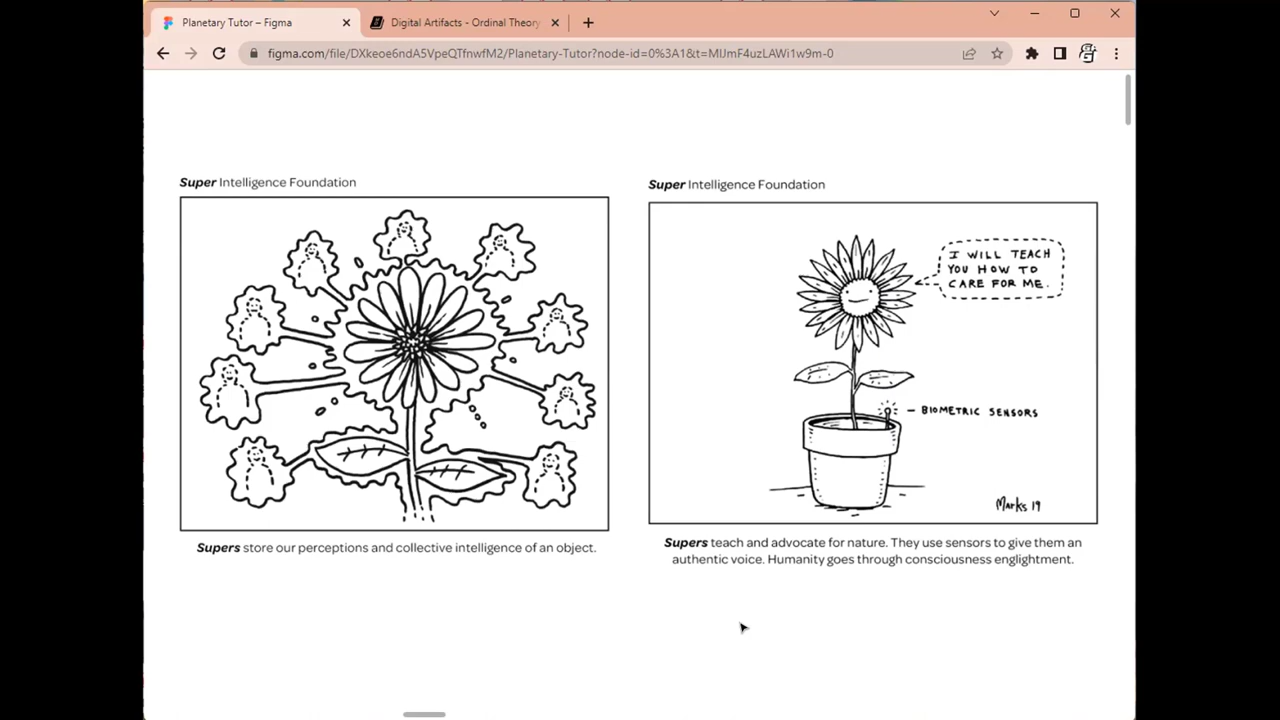 Planetary Tutor – Figma
Digital Artifacts - Ordinal Theory
figma.com/file/DXkeoe6ndA5VpeQTfnwfM2/Planetary-Tutor?node-id=0%3A1&t=MIJmF4uzLAWi1w9m-0
Super Intelligence Foundation
Supers store our perceptions and collective intelligence of an object.
Super Intelligence Foundation
I WILL TEACH
YOU HOW TO
CARE FOR ME.
- BIOMETRIC SENSORS
Marks 19
Supers teach and advocate for nature. They use sensors to give them an
authentic voice. Humanity goes through consciousness englightment.